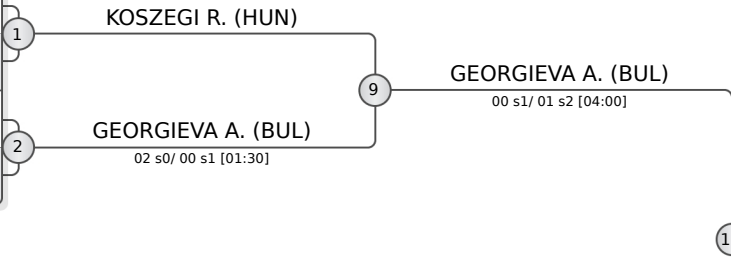 KOSZEGI R. (HUN)
1
GEORGIEVA A. (BUL)
00 s1/ 01 s2 [04:00]
9
GEORGIEVA A. (BUL)
02 s0/ 00 s1 [01:30]
2